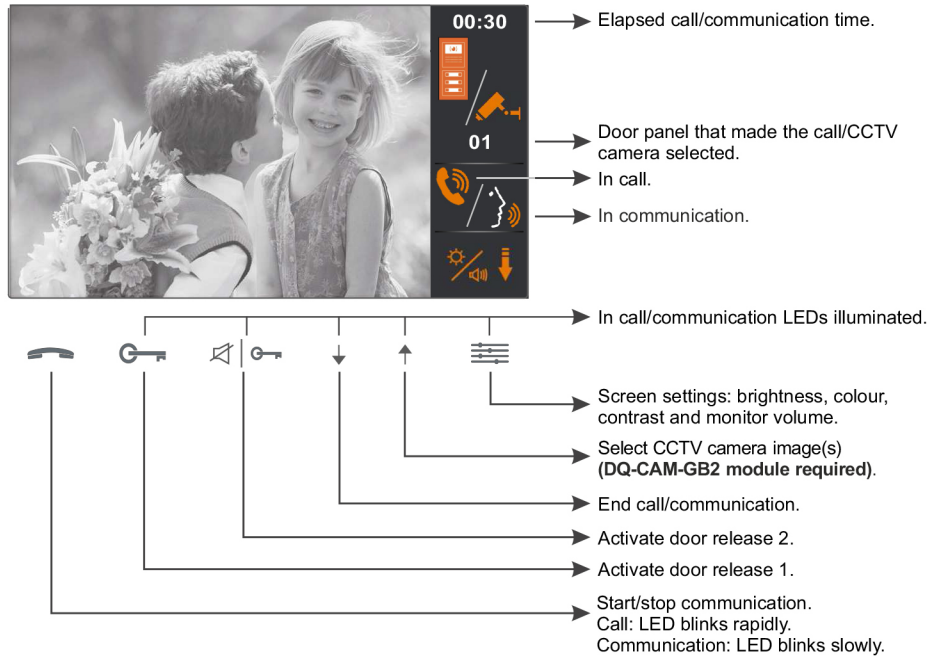 00:30
Elapsed call/communication time.
01
Door panel that made the call/CCTV
camera selected.
In call.
In communication.
In call/communication LEDs illuminated.
Screen settings: brightness, colour,
contrast and monitor volume.
Select CCTV camera image(s)
(DQ-CAM-GB2 module required).
End call/communication.
Activate door release 2.
Activate door release 1.
Start/stop communication.
Call: LED blinks rapidly.
Communication: LED blinks slowly.